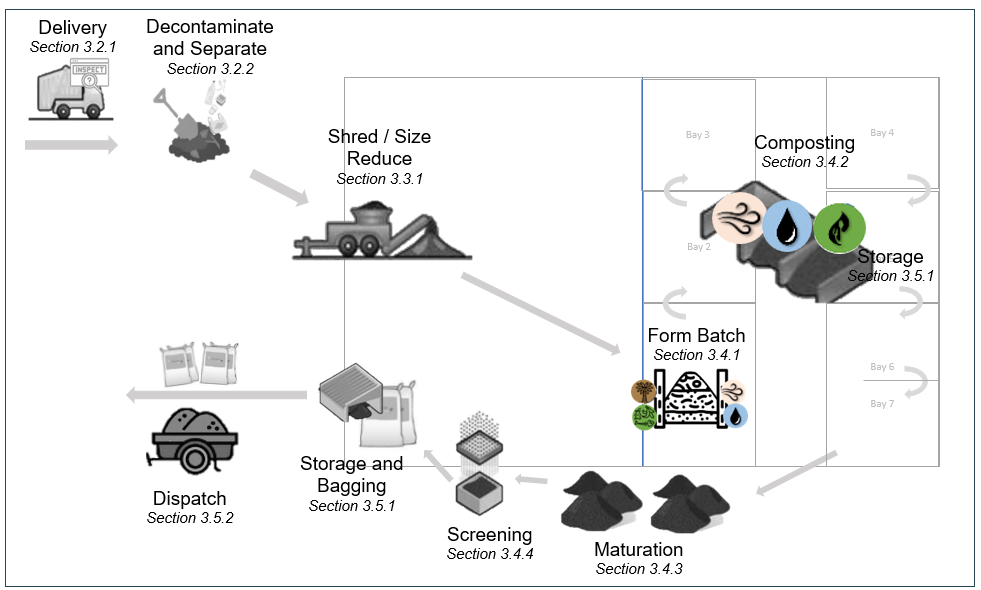 Delivery
Section 3.2.1
INSPECT
?
Decontaminate
and Separate
Section 3.2.2
Shred / Size
Reduce
Section 3.3.1
Bay 3
Bay 4
Composting
Section 3.4.2
Bay 2
Storage
Section 3.5.1
Form Batch
Section 3.4.1
Bay 6
Bay 7
Storage and
Bagging
Section 3.5.1
Dispatch
Section 3.5.2
Screening
Section 3.4.4
Maturation
Section 3.4.3